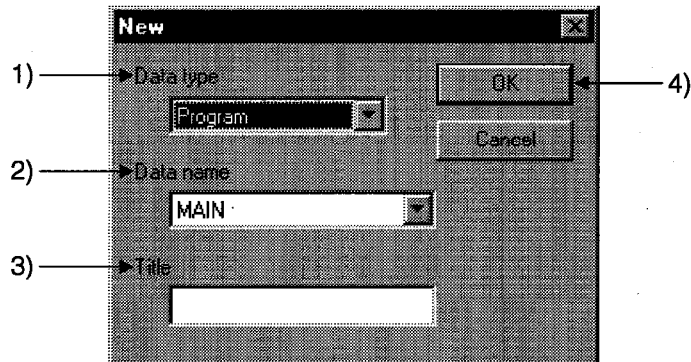 New
1)
Data type
OK
4)
Program
Cancel
2)
Data name
MAIN
3)
Title